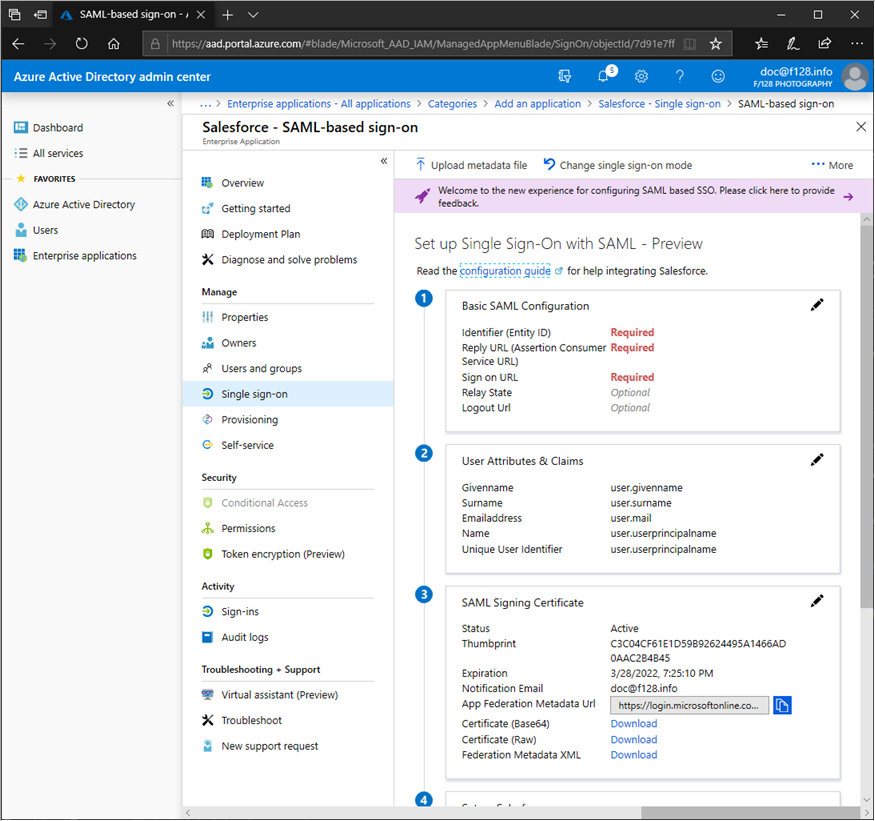 SAML-based sign-on - A
https://aad.portal.azure.com/#blade/Microsoft_AAD_IAM/ManagedAppMenuBlade/SignOn/objectId/7d91e7ff
Azure Active Directory admin center
5
doc@f128.info
F/128 PHOTOGRAPHY
... > Enterprise applications - All applications > Categories > Add an application > Salesforce - Single sign-on > SAML-based sign-on
Dashboard
All services
FAVORITES
Azure Active Directory
Users
Enterprise applications
Salesforce - SAML-based sign-on
Enterprise Application
Overview
Getting started
Deployment Plan
Diagnose and solve problems
Manage
Properties
Owners
Users and groups
Single sign-on
Provisioning
Self-service
Security
Conditional Access
Permissions
Token encryption (Preview)
Activity
Sign-ins
Audit logs
Troubleshooting + Support
Virtual assistant (Preview)
Troubleshoot
New support request
Upload metadata file
Change single sign-on mode
... More
Welcome to the new experience for configuring SAML based SSO. Please click here to provide
feedback.
Set up Single Sign-On with SAML - Preview
Read the configuration guide for help integrating Salesforce.
1
Basic SAML Configuration
Identifier (Entity ID) Required
Reply URL (Assertion Consumer Required
Service URL)
Sign on URL Required
Relay State Optional
Logout Url Optional
2
User Attributes & Claims
Givenname user.givenname
Surname user.surname
Emailaddress user.mail
Name user.userprincipalname
Unique User Identifier user.userprincipalname
3
SAML Signing Certificate
Status Active
Thumbprint C3C04CF61E1D59B92624495A1466AD
0AAC2B4B45
Expiration 3/28/2022, 7:25:10 PM
Notification Email doc@f128.info
App Federation Metadata Url https://login.microsoftonline.co...
Certificate (Base64) Download
Certificate (Raw) Download
Federation Metadata XML Download
4